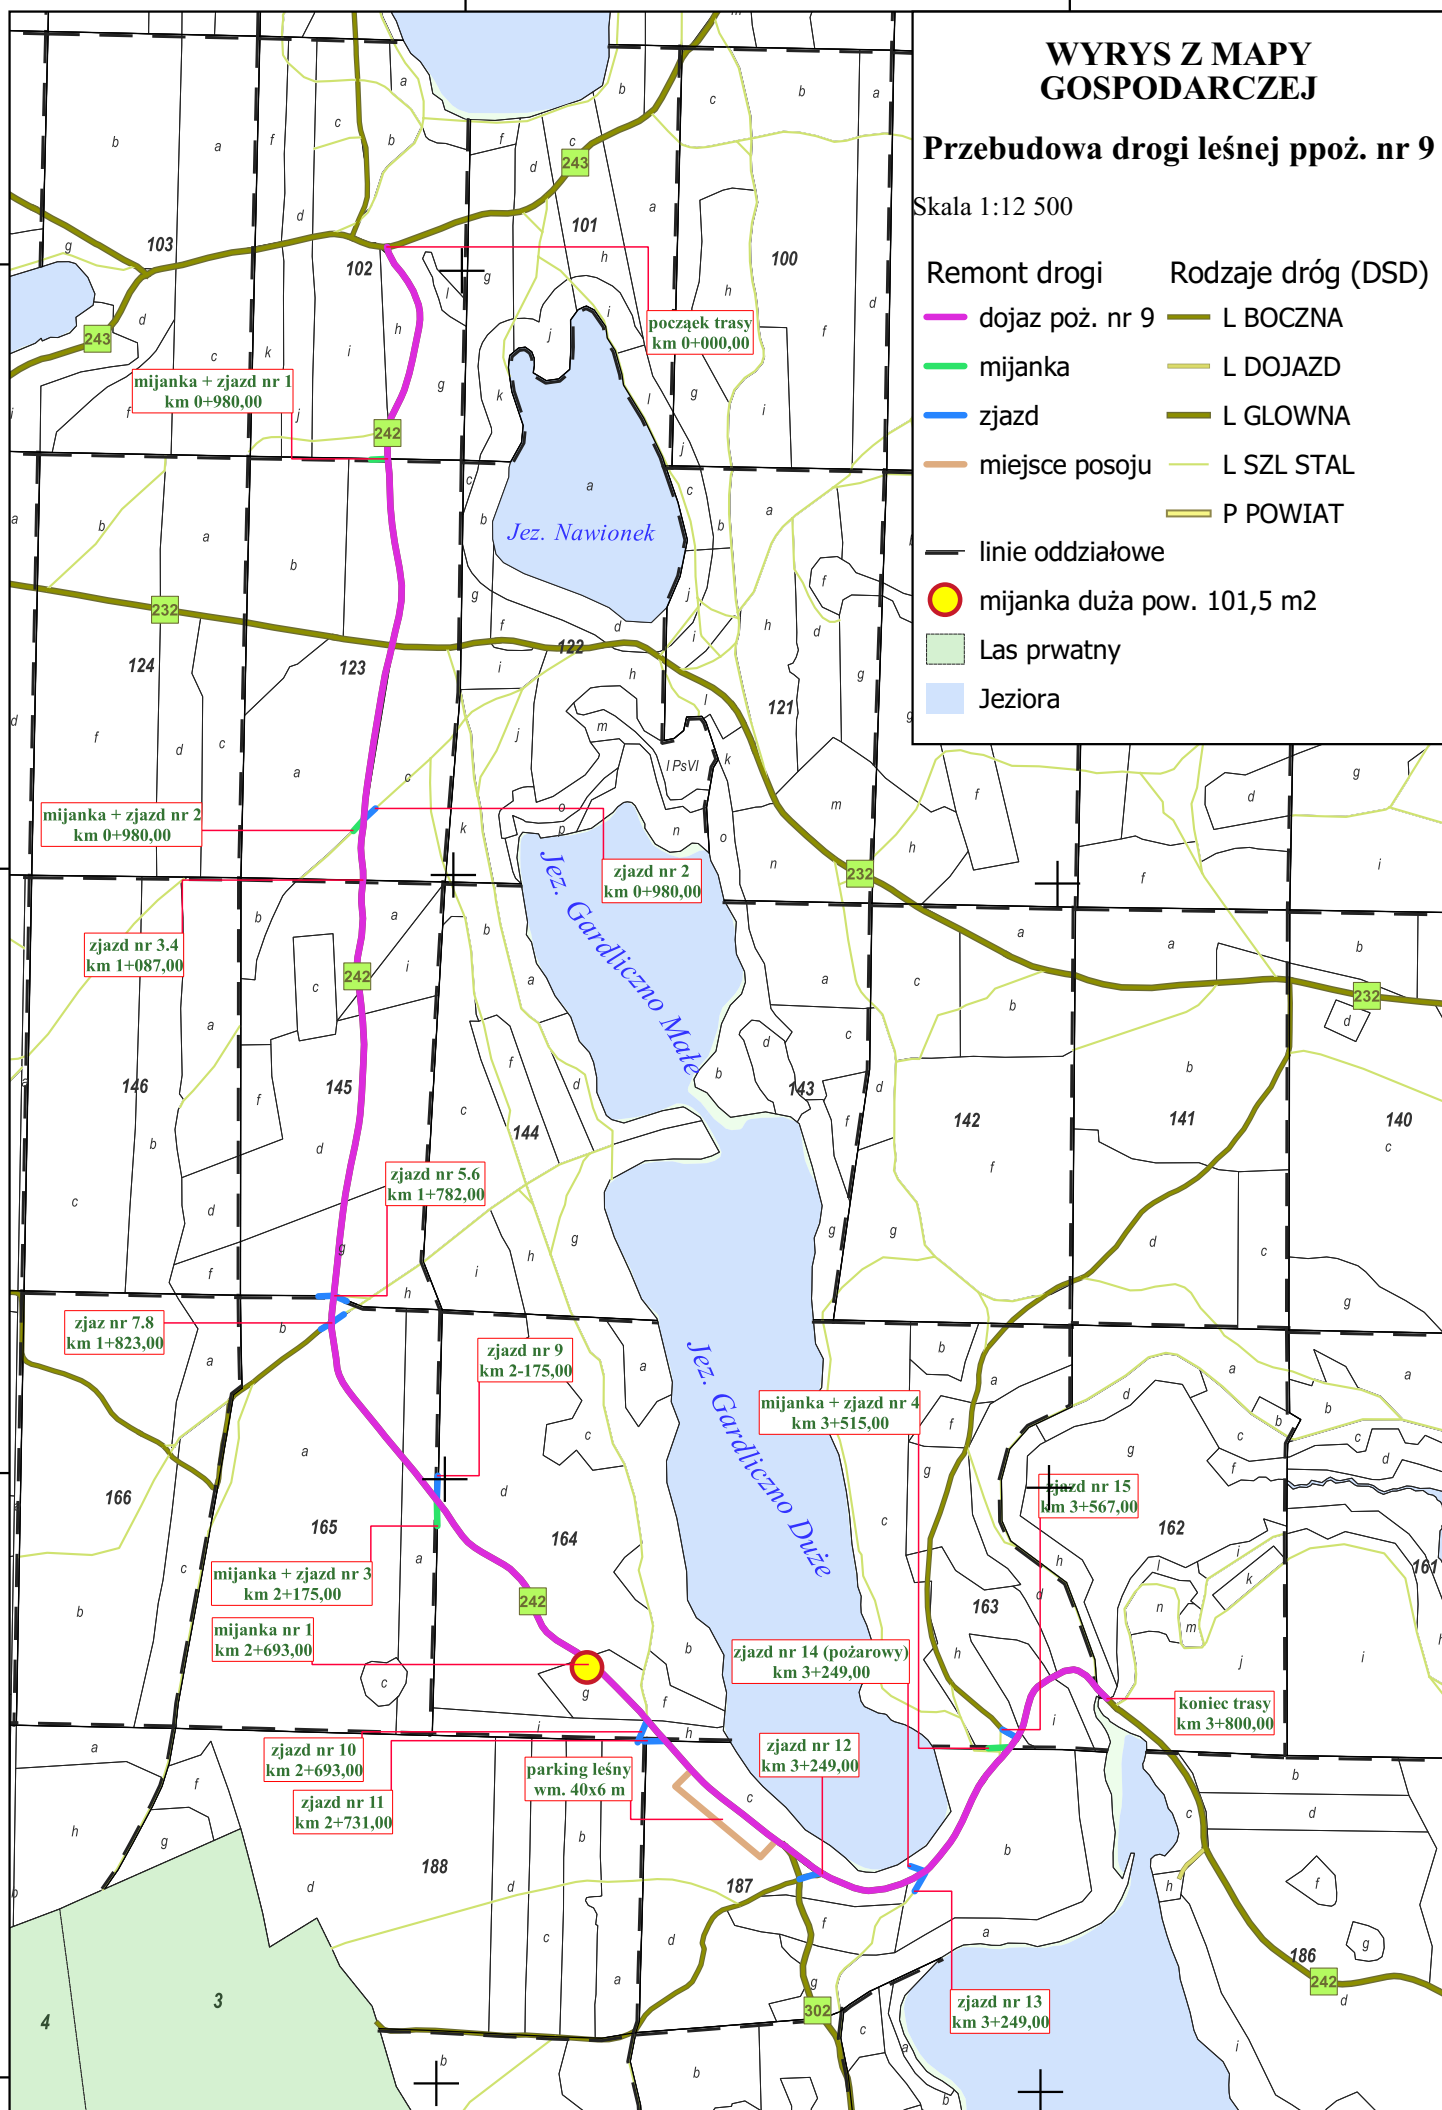 WYRYS Z MAPY
GOSPODARCZEJ
Przebudowa drogi leśnej ppoż. nr 9
Skala 1:12 500
Remont drogi
dojaz poż. nr 9
mijanka
zjazd
miejsce posoju
linie oddziałowe
mijanka duża pow. 101,5 m2
Las prwatny
Jeziora
Rodzaje dróg (DSD)
L BOCZNA
L DOJAZD
L GLOWNA
L SZL STAL
P POWIAT
243
101
103
102
100
243
początek trasy
km 0+000,00
mijanka + zjazd nr 1
km 0+980,00
242
Jez. Nawionek
232
124
123
122
121
l PsVI
mijanka + zjazd nr 2
km 0+980,00
zjazd nr 2
km 0+980,00
232
Jez. Gardliczno Małe
zjazd nr 3.4
km 1+087,00
242
232
146
145
144
143
142
141
140
zjazd nr 5.6
km 1+782,00
zjaz nr 7.8
km 1+823,00
zjazd nr 9
km 2-175,00
Jez. Gardliczno Duże
mijanka + zjazd nr 4
km 3+515,00
zjazd nr 15
km 3+567,00
166
165
164
163
162
161
mijanka + zjazd nr 3
km 2+175,00
242
mijanka nr 1
km 2+693,00
zjazd nr 14 (pożarowy)
km 3+249,00
koniec trasy
km 3+800,00
zjazd nr 10
km 2+693,00
zjazd nr 11
km 2+731,00
parking leśny
wm. 40x6 m
zjazd nr 12
km 3+249,00
188
187
186
242
3
4
302
zjazd nr 13
km 3+249,00